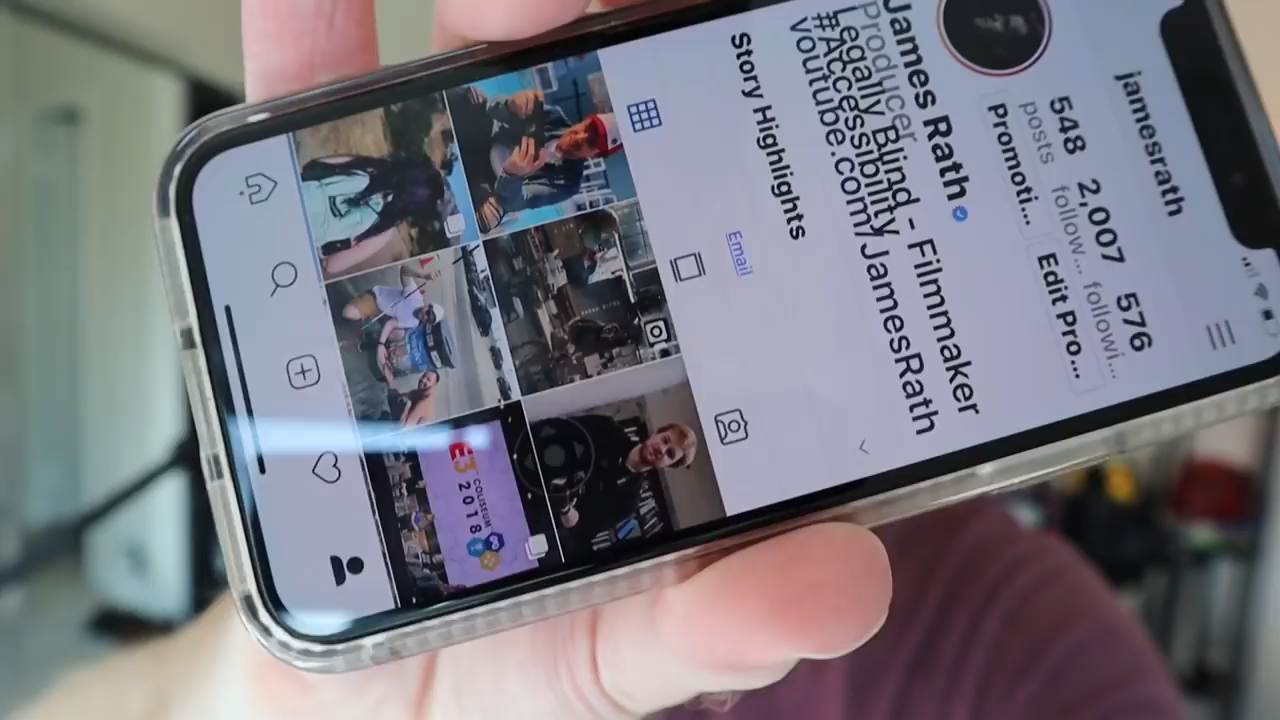 jamesrath
548 2,007 576
posts follow... followi...
Promoti... Edit Pro...
James Rath
Producer
Legally Blind - Filmmaker
#Accessibility
youtube.com/JamesRath
Email
Story Highlights
E3
COLISEUM
2018